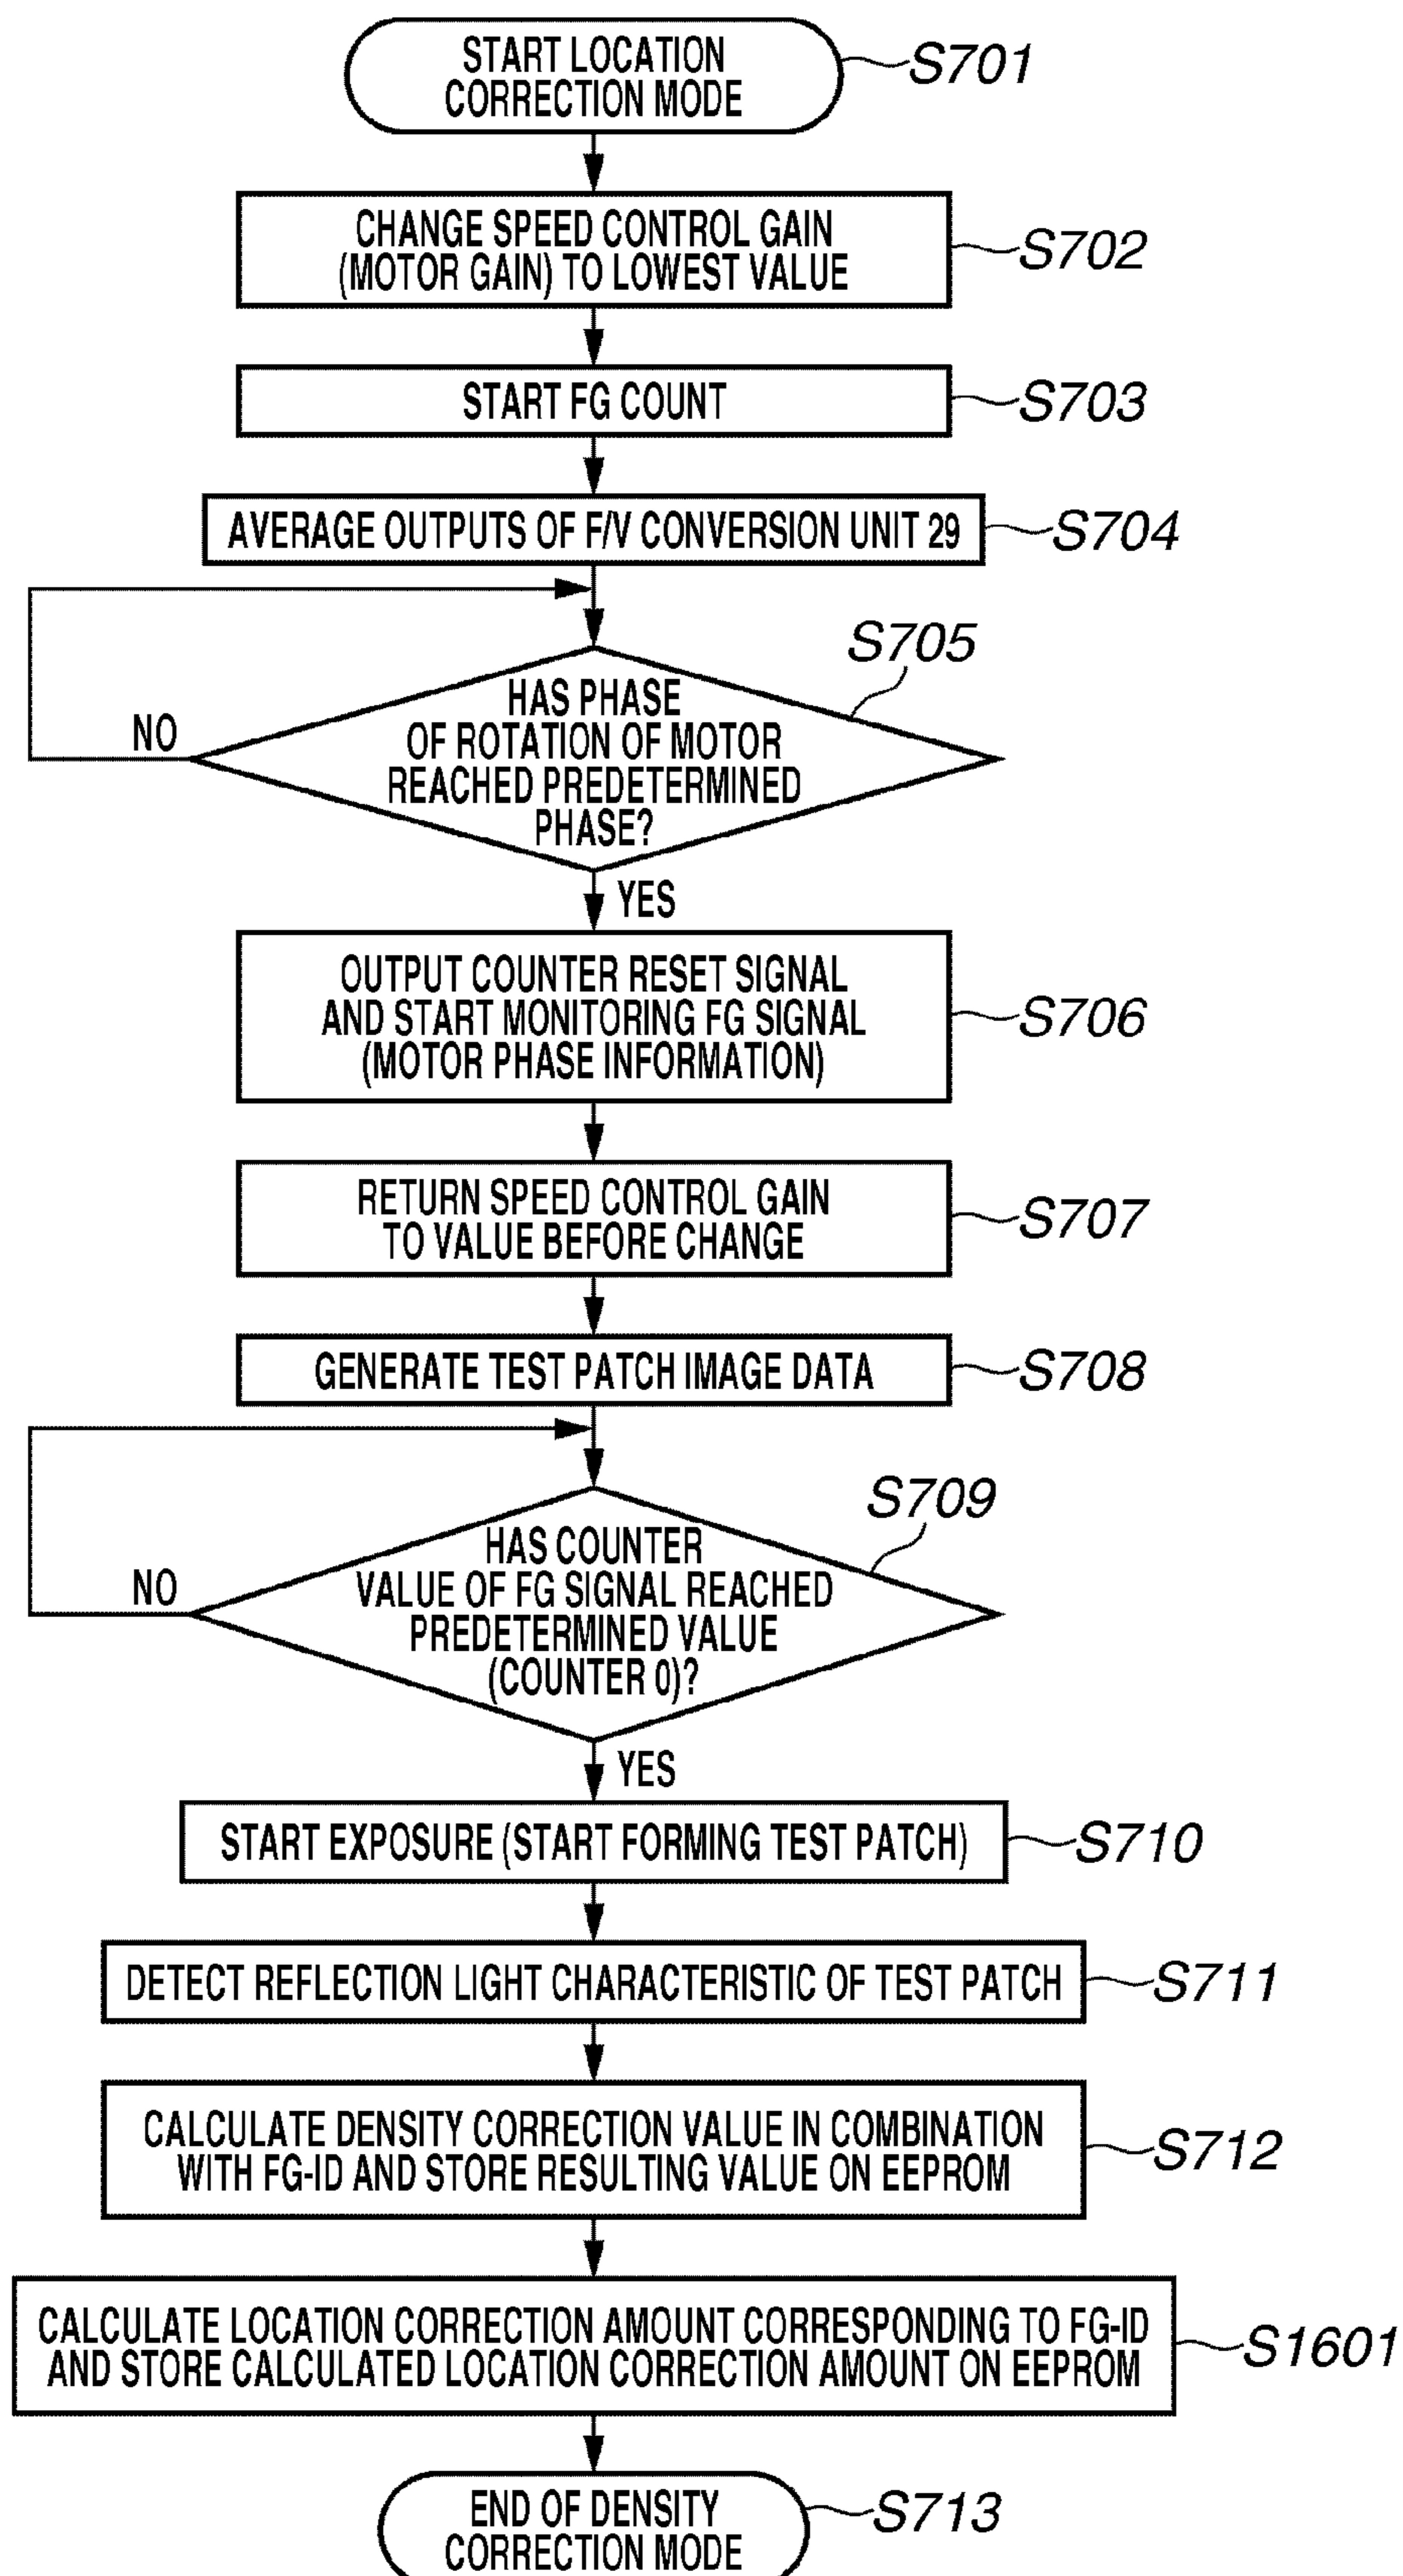 START LOCATION
CORRECTION MODE
S701
CHANGE SPEED CONTROL GAIN
(MOTOR GAIN) TO LOWEST VALUE
S702
START FG COUNT
S703
AVERAGE OUTPUTS OF F/V CONVERSION UNIT 29
S704
S705
HAS PHASE
OF ROTATION OF MOTOR
REACHED PREDETERMINED
PHASE?
NO
YES
OUTPUT COUNTER RESET SIGNAL
AND START MONITORING FG SIGNAL
(MOTOR PHASE INFORMATION)
S706
RETURN SPEED CONTROL GAIN
TO VALUE BEFORE CHANGE
S707
GENERATE TEST PATCH IMAGE DATA
S708
S709
HAS COUNTER
VALUE OF FG SIGNAL REACHED
PREDETERMINED VALUE
(COUNTER 0)?
NO
YES
START EXPOSURE (START FORMING TEST PATCH)
S710
DETECT REFLECTION LIGHT CHARACTERISTIC OF TEST PATCH
S711
CALCULATE DENSITY CORRECTION VALUE IN COMBINATION
WITH FG-ID AND STORE RESULTING VALUE ON EEPROM
S712
CALCULATE LOCATION CORRECTION AMOUNT CORRESPONDING TO FG-ID
AND STORE CALCULATED LOCATION CORRECTION AMOUNT ON EEPROM
S1601
END OF DENSITY
CORRECTION MODE
S713